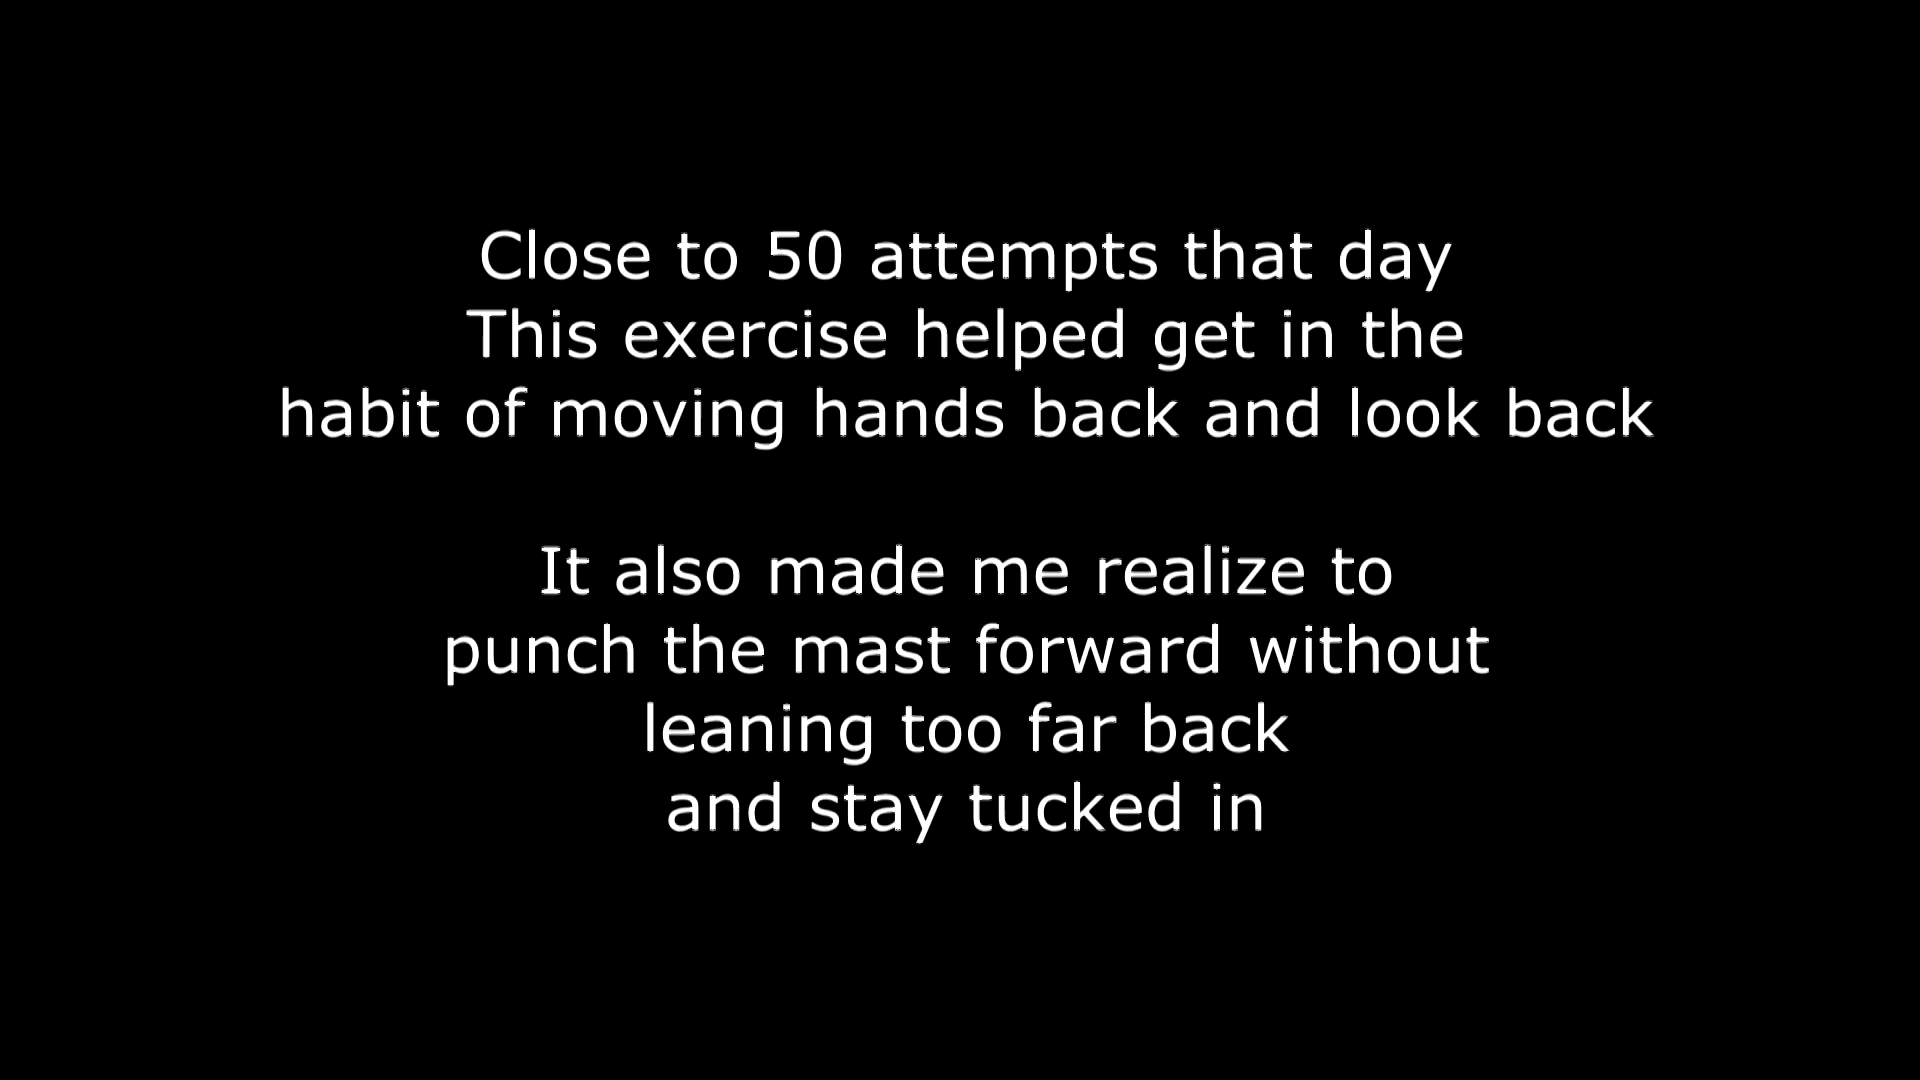 Close to 50 attempts that day
This exercise helped get in the
habit of moving hands back and look back
It also made me realize to
punch the mast forward without
leaning too far back
and stay tucked in